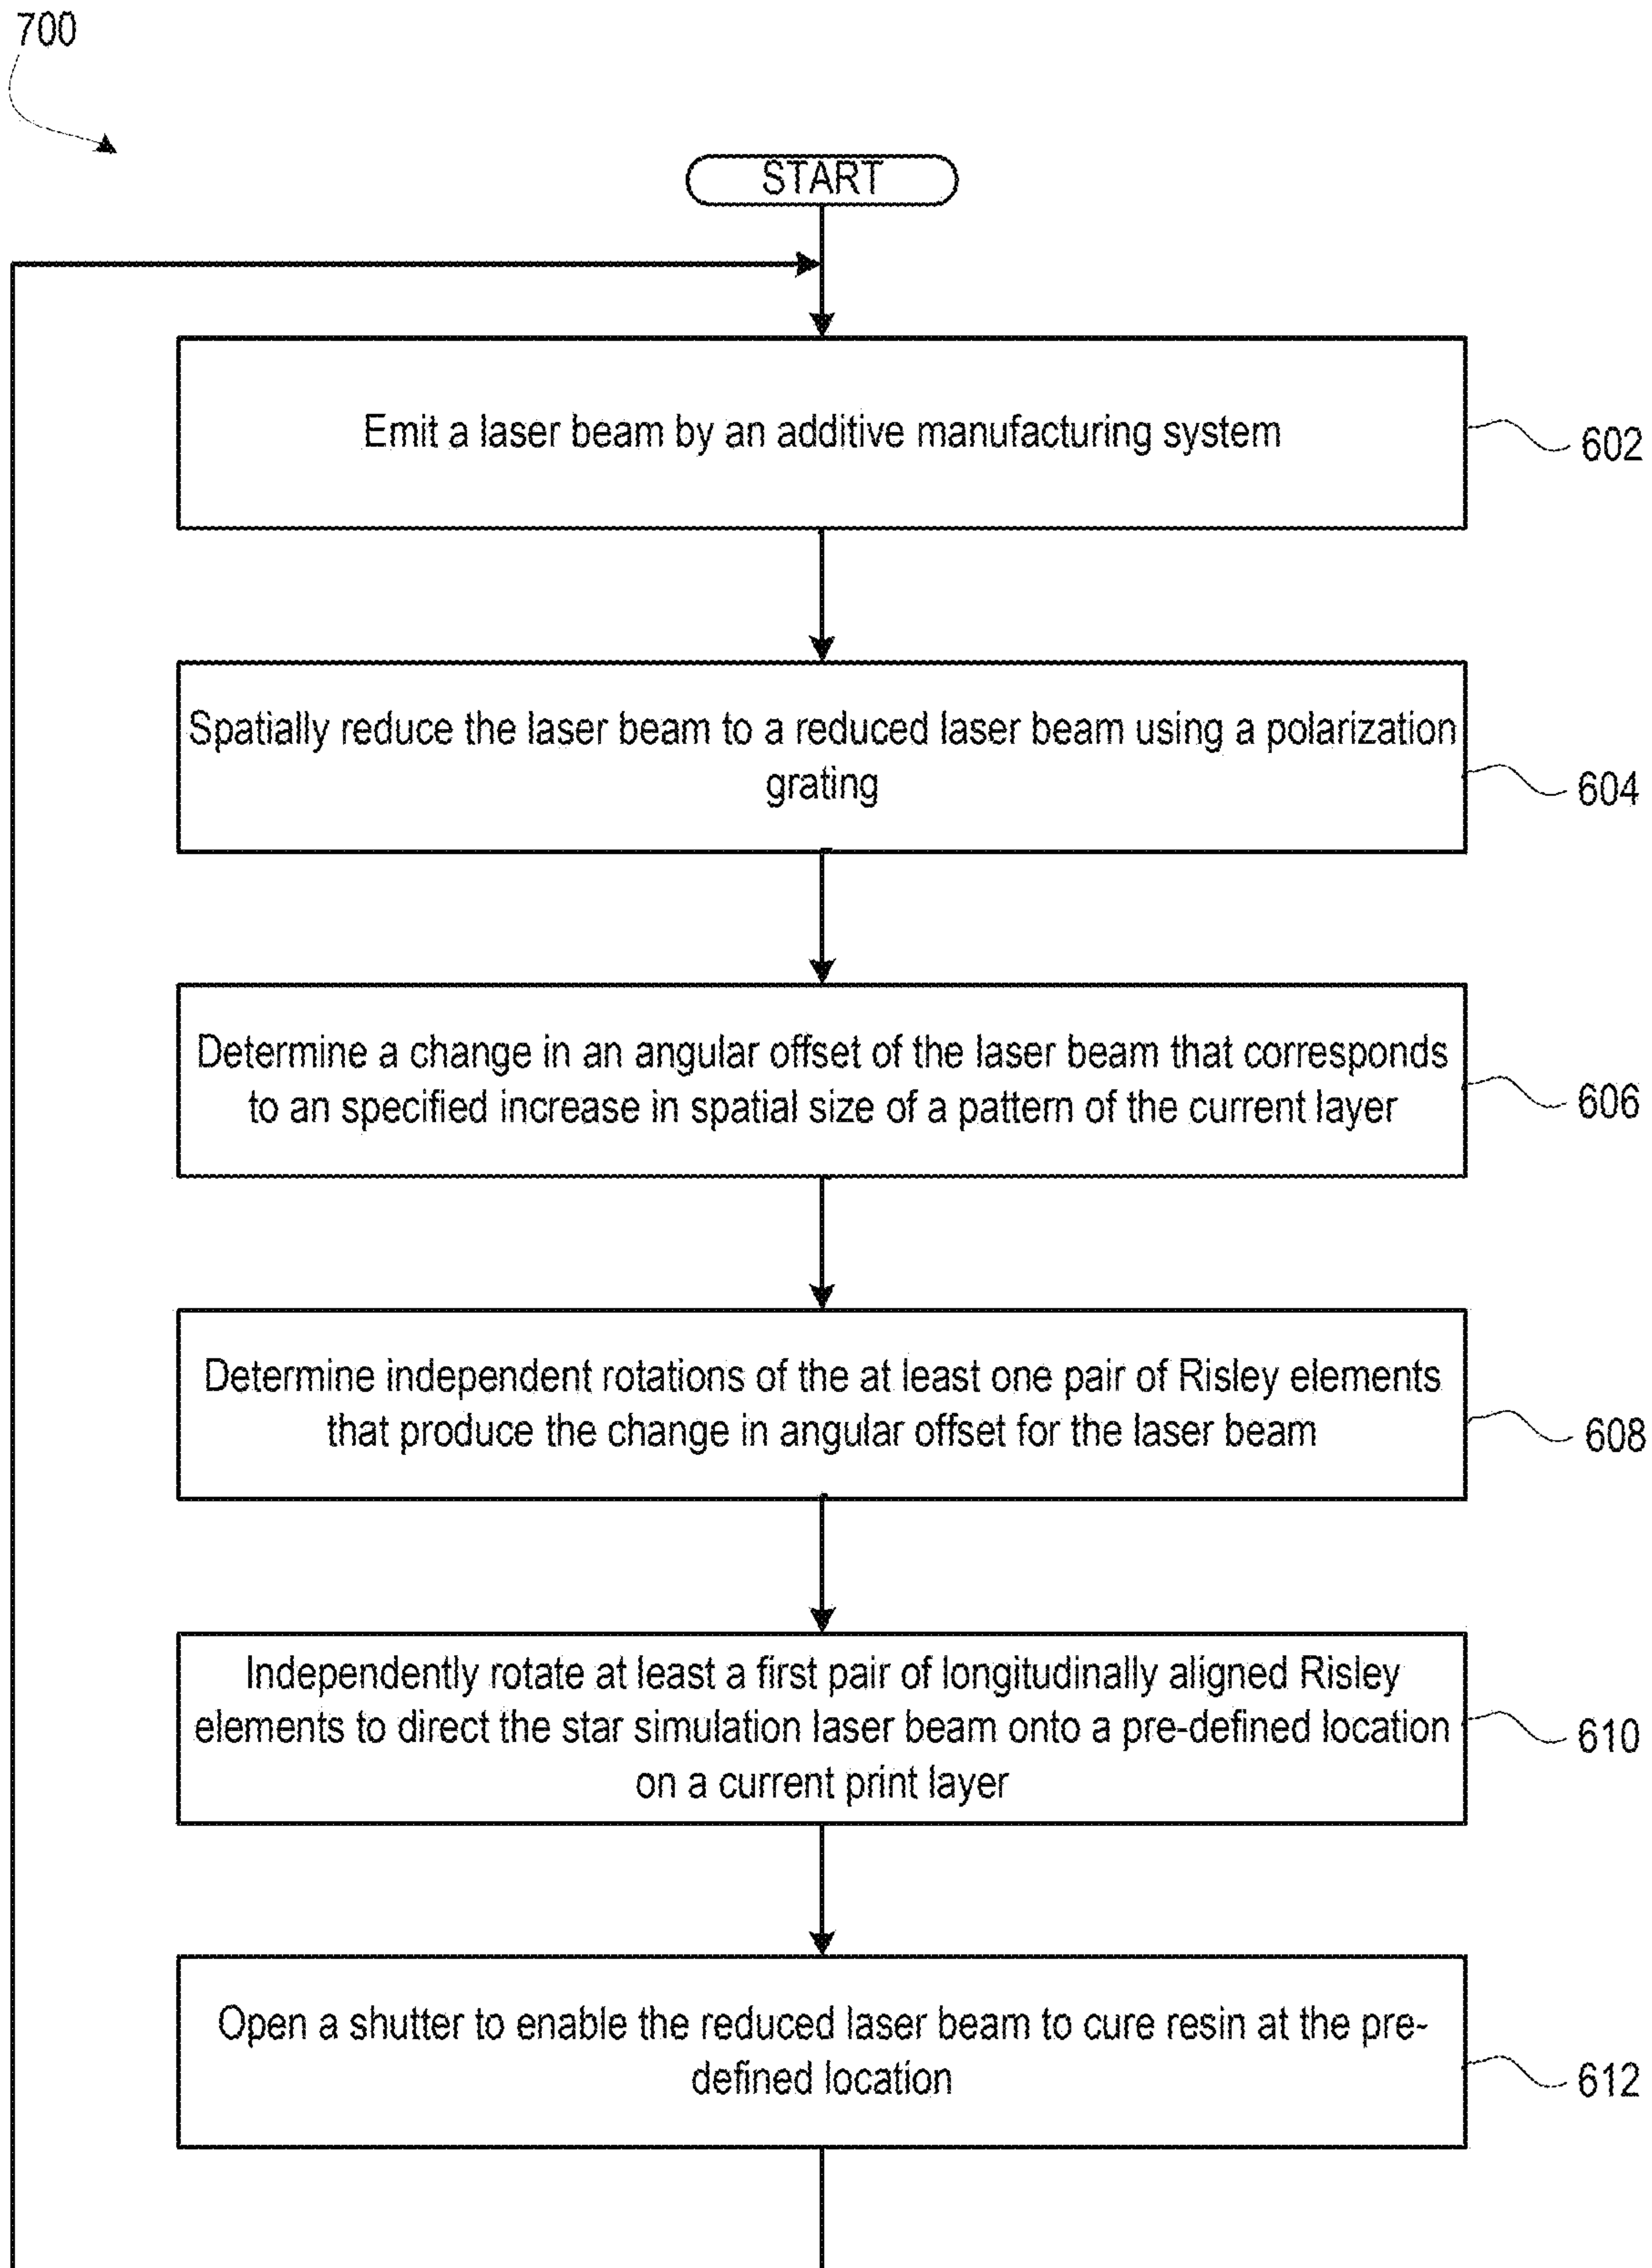 700
START
Emit a laser beam by an additive manufacturing system
602
Spatially reduce the laser beam to a reduced laser beam using a polarization
grating
604
Determine a change in an angular offset of the laser beam that corresponds
to an specified increase in spatial size of a pattern of the current layer
606
Determine independent rotations of the at least one pair of Risley elements
that produce the change in angular offset for the laser beam
608
Independently rotate at least a first pair of longitudinally aligned Risley
elements to direct the star simulation laser beam onto a pre-defined location
on a current print layer
610
Open a shutter to enable the reduced laser beam to cure resin at the pre-
defined location
612